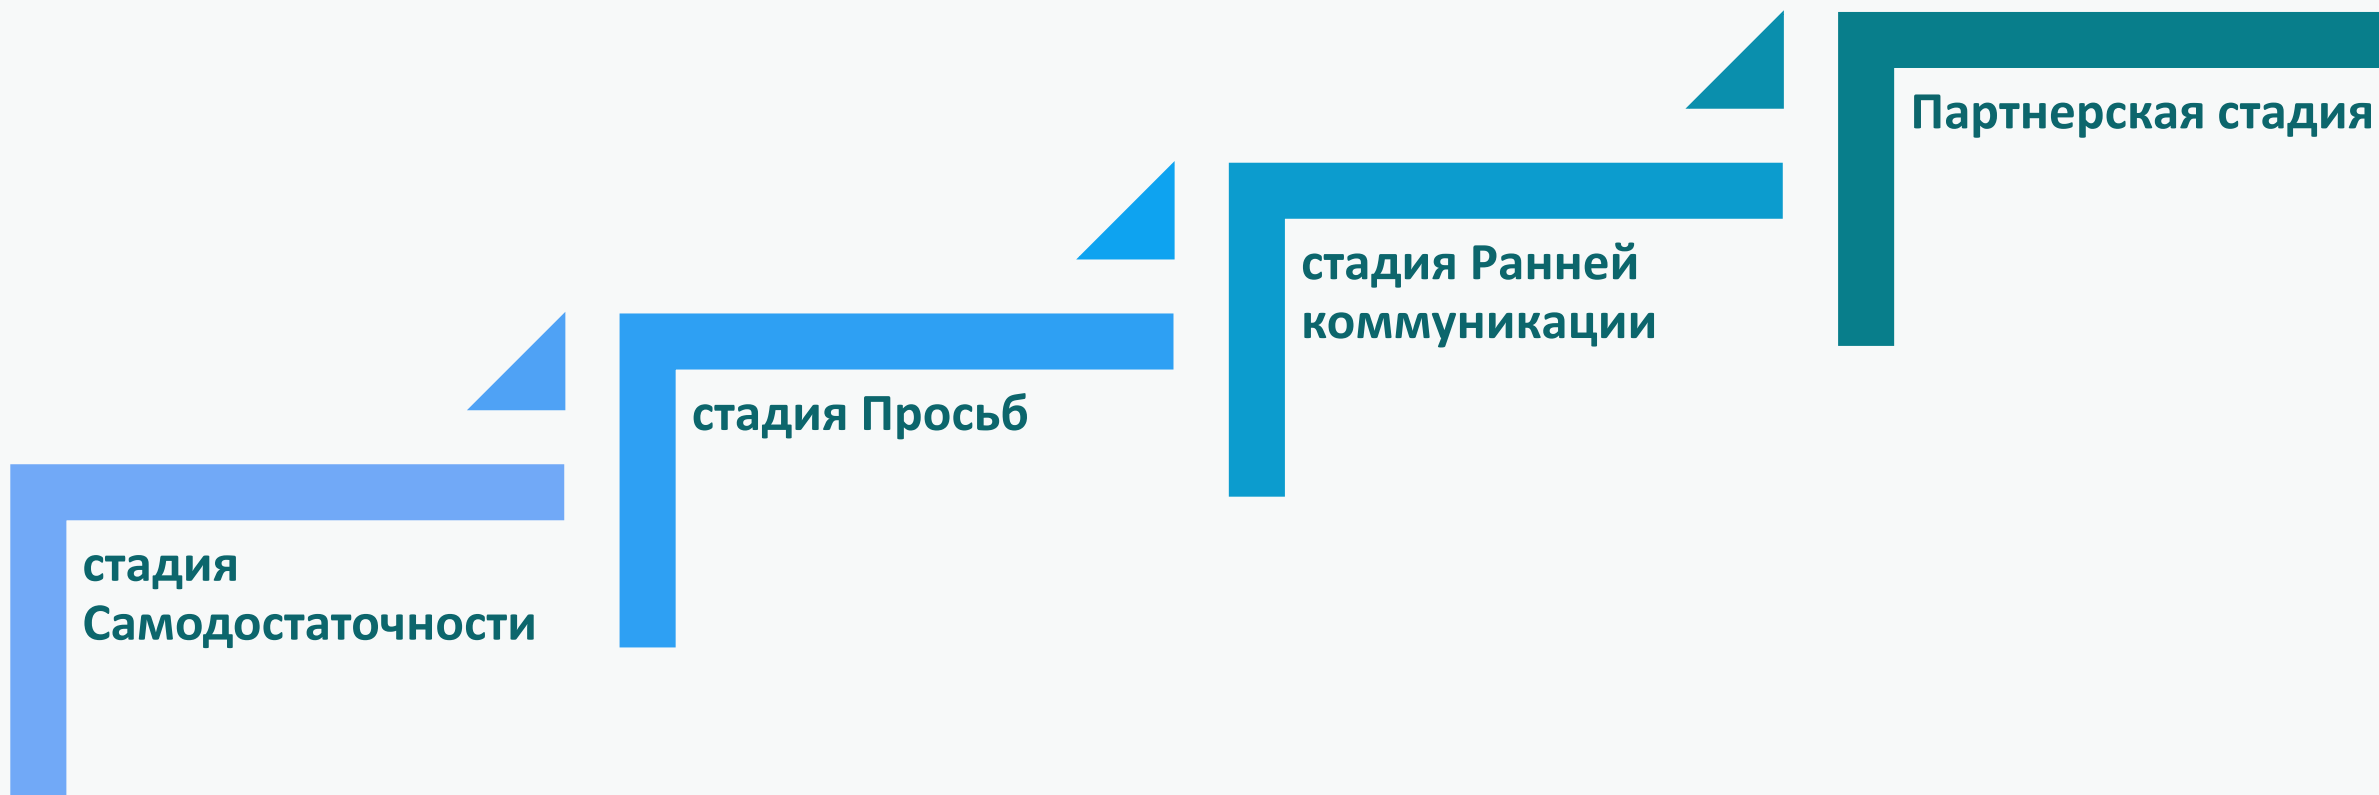 Партнерская стадия
стадия Ранней
коммуникации
стадия Просьб
стадия
Самодостаточности